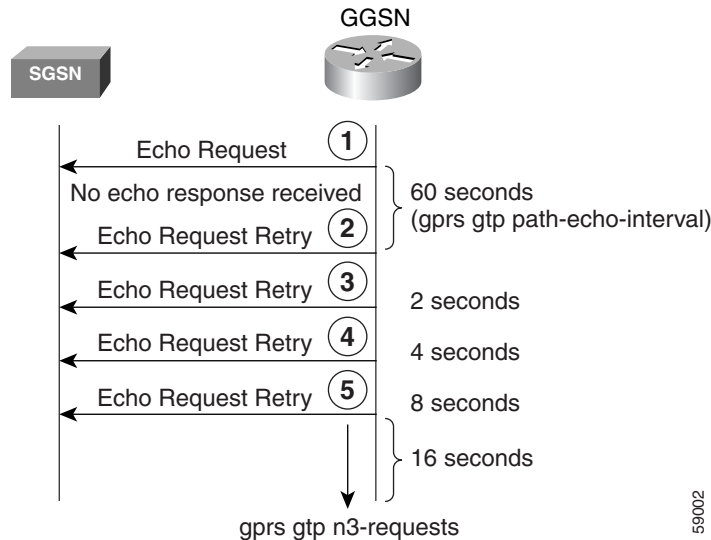 GGSN
SGSN
Echo Request
1
No echo response received
60 seconds
(gprs gtp path-echo-interval)
Echo Request Retry
2
Echo Request Retry
3
2 seconds
Echo Request Retry
4
4 seconds
Echo Request Retry
5
8 seconds
16 seconds
gprs gtp n3-requests
59002